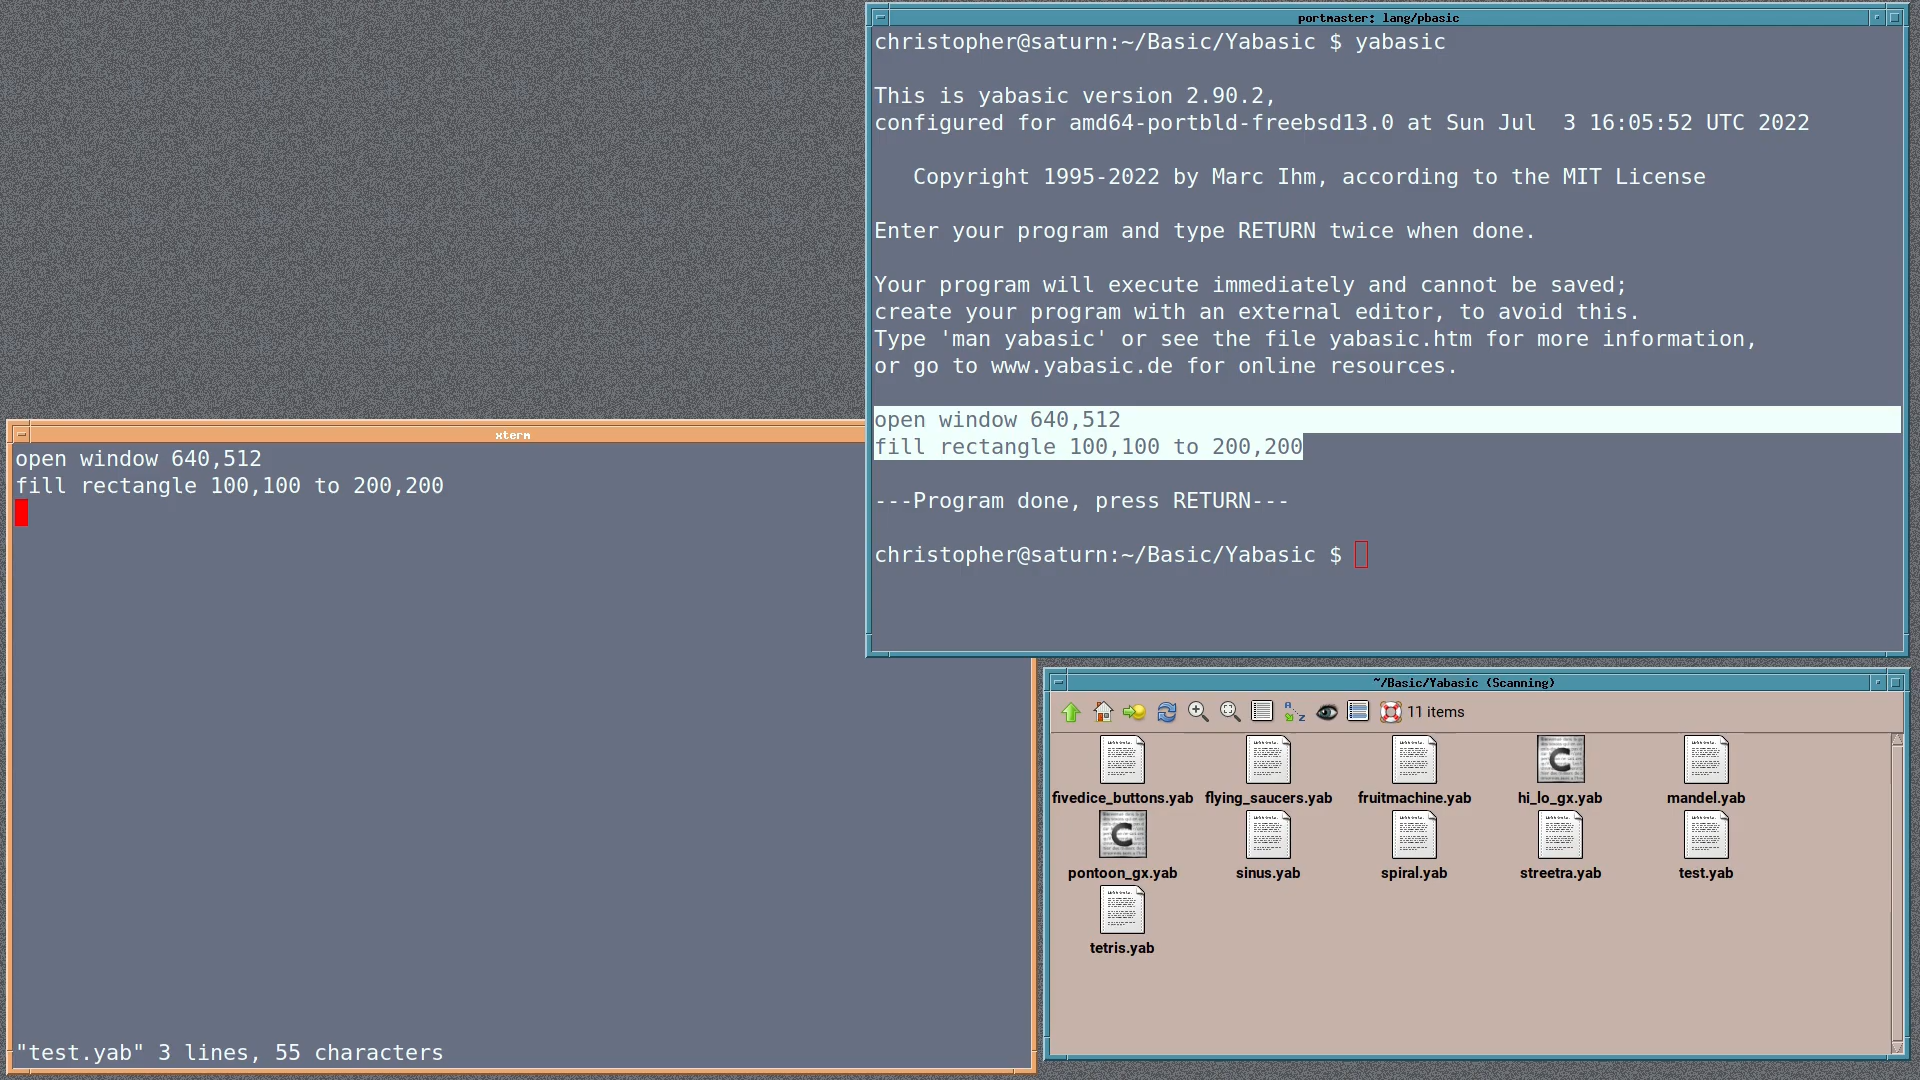 portmaster: lang/pbasic
christopher@saturn:~/Basic/Yabasic $ yabasic
This is yabasic version 2.90.2,
configured for amd64-portbld-freebsd13.0 at Sun Jul  3 16:05:52 UTC 2022
Copyright 1995-2022 by Marc Ihm, according to the MIT License
Enter your program and type RETURN twice when done.
Your program will execute immediately and cannot be saved;
create your program with an external editor, to avoid this.
Type 'man yabasic' or see the file yabasic.htm for more information,
or go to www.yabasic.de for online resources.
open window 640,512
fill rectangle 100,100 to 200,200
---Program done, press RETURN---
christopher@saturn:~/Basic/Yabasic $
xterm
open window 640,512
fill rectangle 100,100 to 200,200
"test.yab" 3 lines, 55 characters
~/Basic/Yabasic (Scanning)
11 items
fivedice_buttons.yab flying_saucers.yab fruitmachine.yab hi_lo_gx.yab mandel.yab
pontoon_gx.yab sinus.yab spiral.yab streetra.yab test.yab
tetris.yab